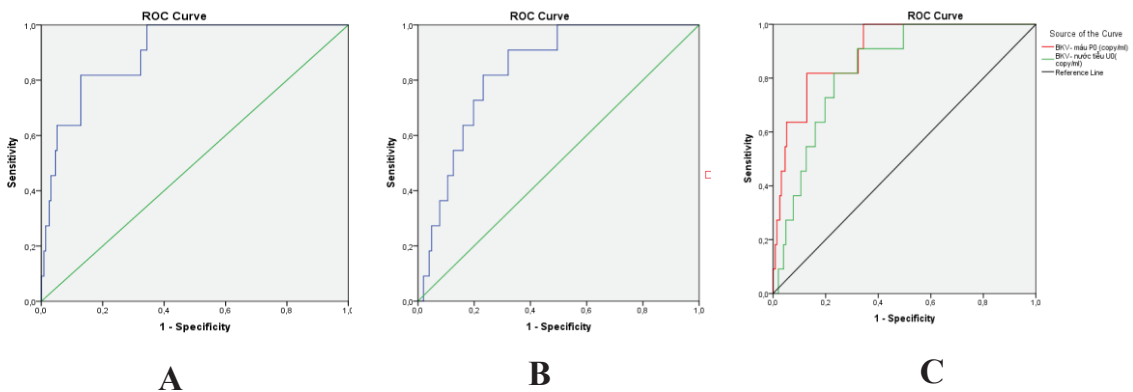 ROC Curve
1,0
0,8
0,6
0,4
0,2
0,0
Sensitivity
0,0 0,2 0,4 0,6 0,8 1,0
1 - Specificity
A
ROC Curve
1,0
0,8
0,6
0,4
0,2
0,0
Sensitivity
0,0 0,2 0,4 0,6 0,8 1,0
1 - Specificity
B
ROC Curve
1,0
0,8
0,6
0,4
0,2
0,0
Sensitivity
0,0 0,2 0,4 0,6 0,8 1,0
1 - Specificity
Source of the Curve
BKV- máu P0 (copy/ml)
BKV- nước tiểu U0(
copy/ml)
Reference Line
C